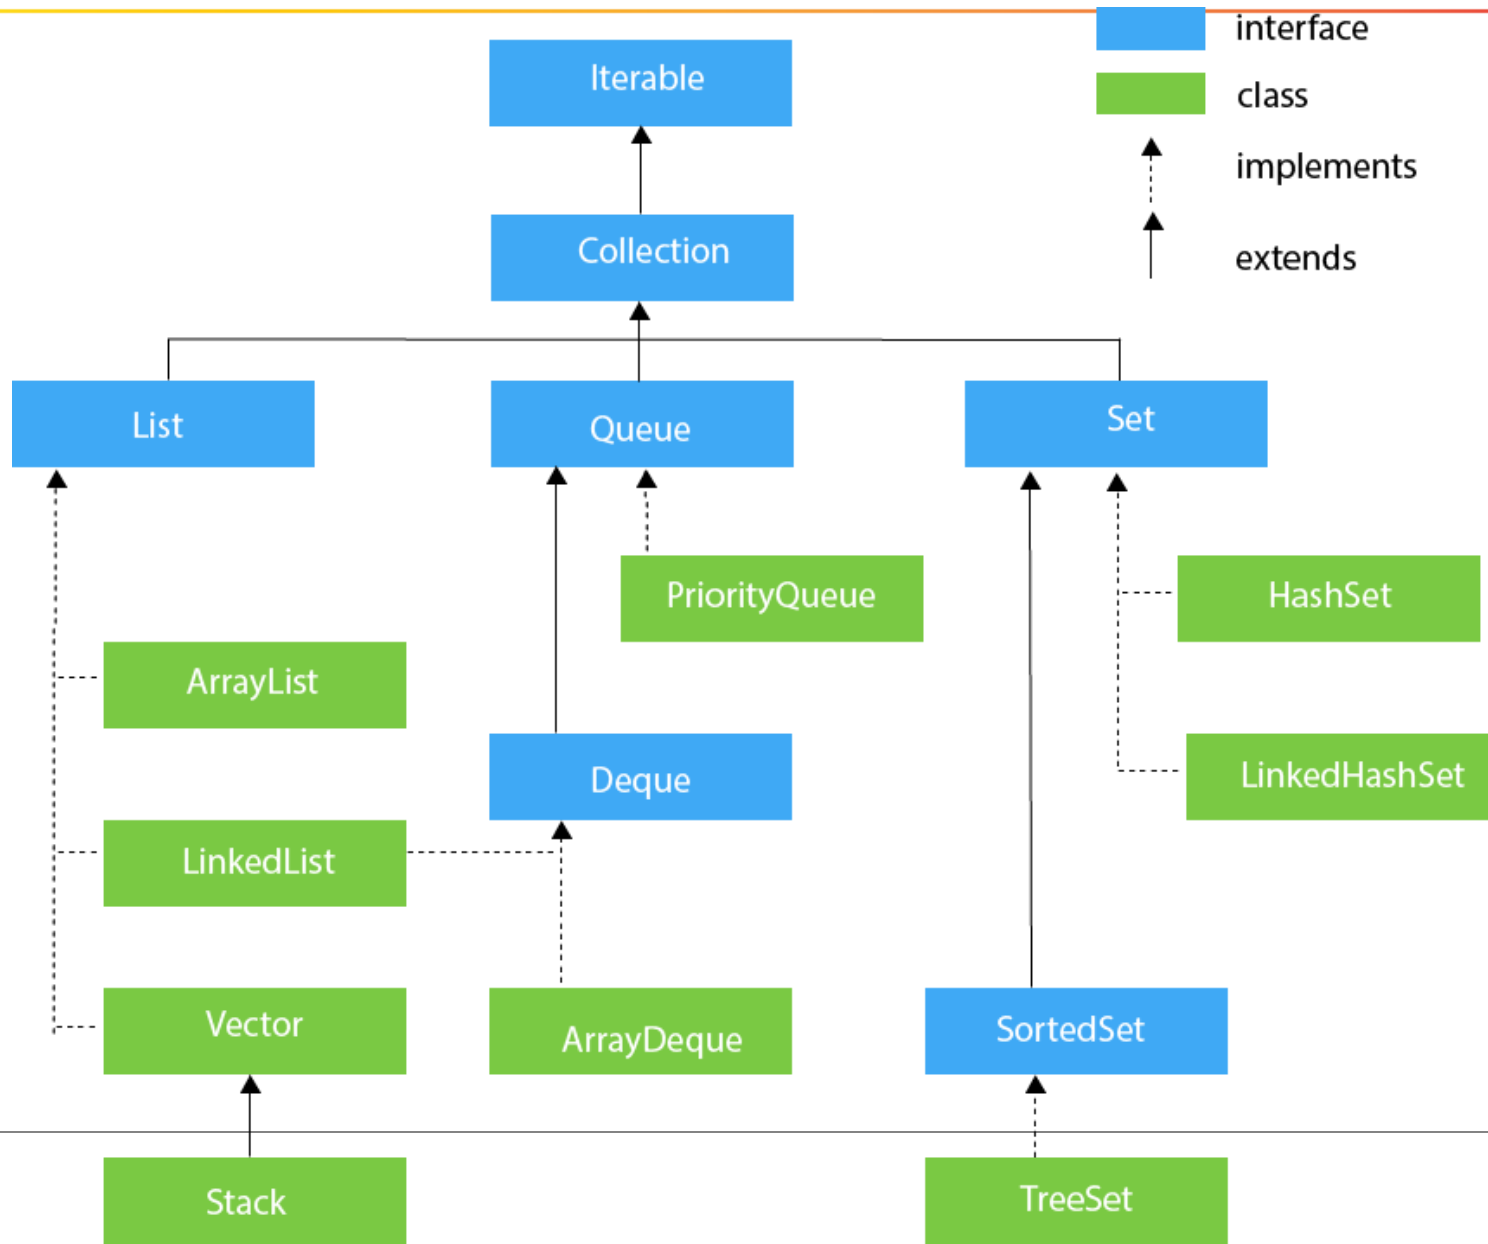 interface
Iterable
class
implements
Collection
extends
List
Queue
Set
PriorityQueue
HashSet
ArrayList
Deque
LinkedHashSet
LinkedList
Vector
ArrayDeque
SortedSet
Stack
TreeSet